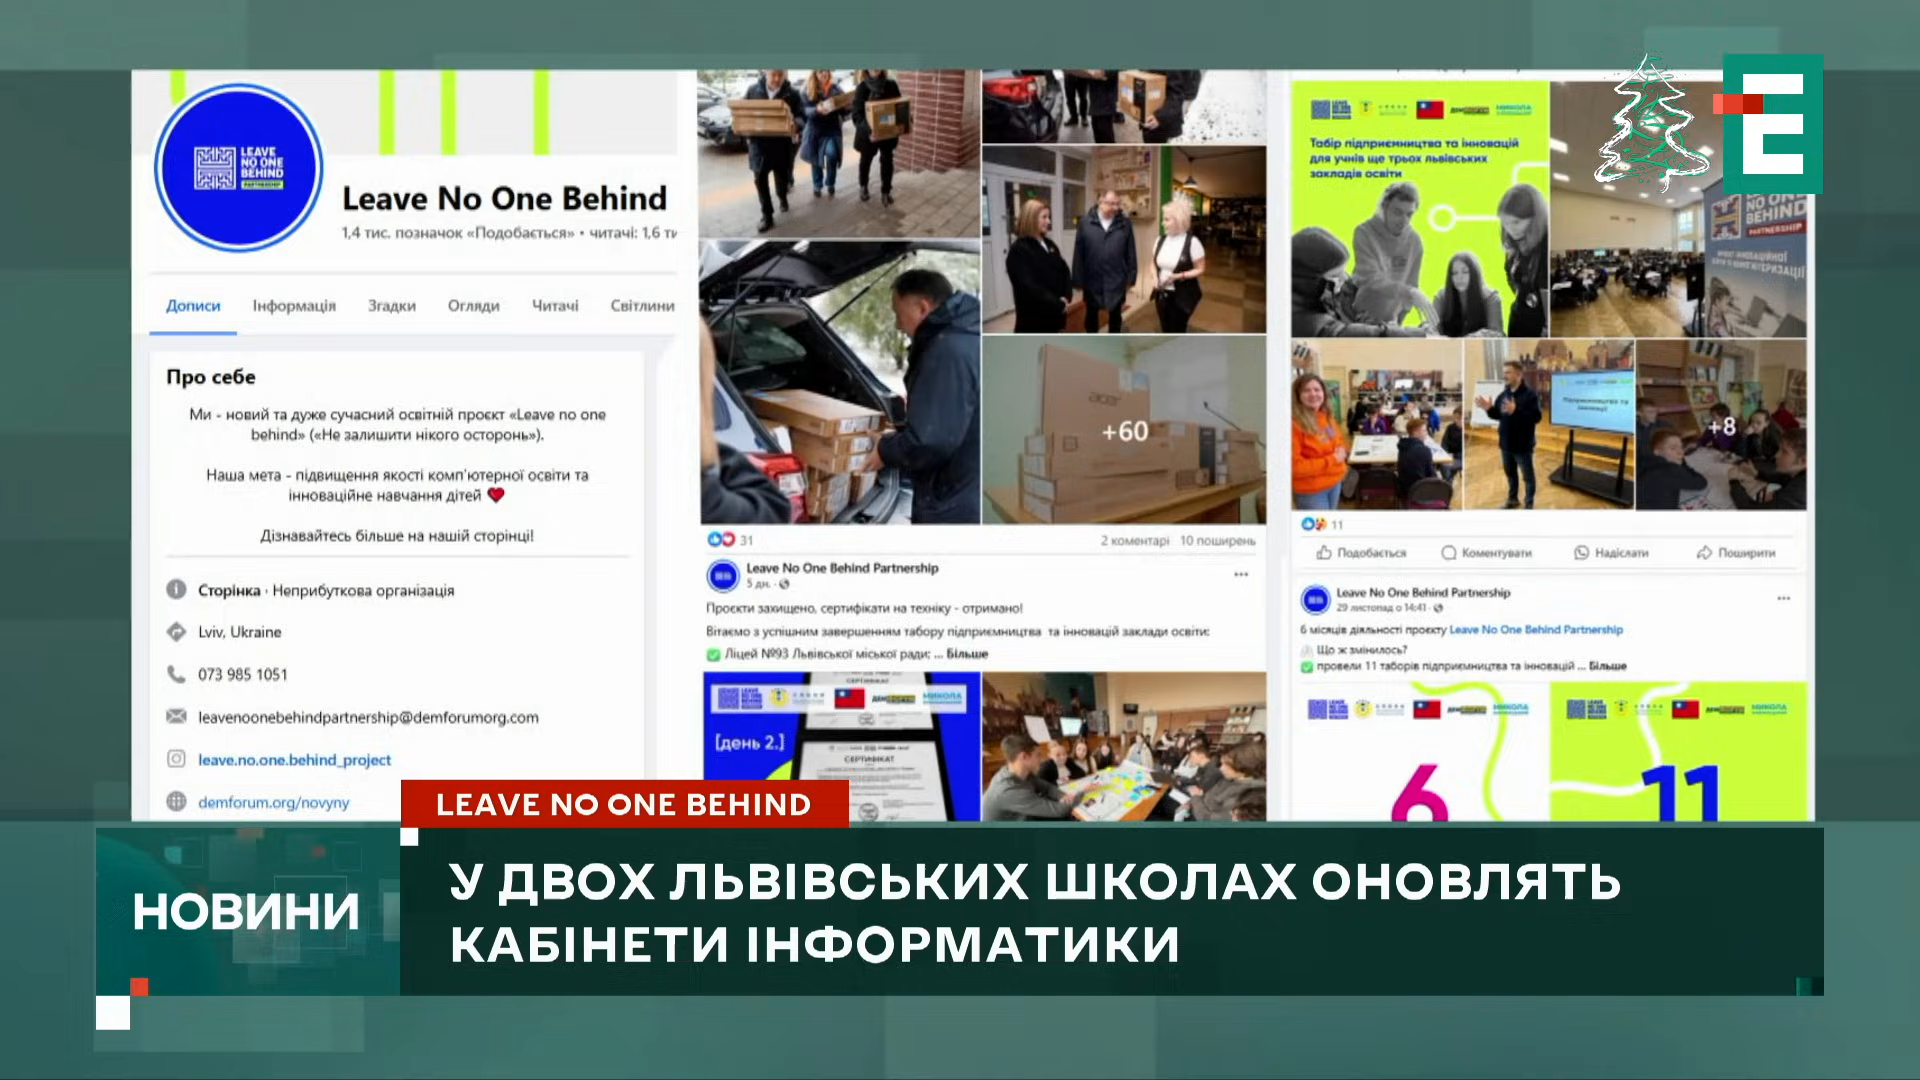 LEAVE
NO ONE
BEHIND
PARTNERSHIP
Leave No One Behind
1,4 тис. позначок «Подобається» • читачі: 1,6 ти
Дописи Інформація Згадки Огляди Читачі Світлини
Про себе
Ми - новий та дуже сучасний освітній проєкт «Leave no one
behind» («Не залишити нікого осторонь»).
Наша мета - підвищення якості комп'ютерної освіти та
інноваційне навчання дітей
Дізнавайтесь більше на нашій сторінці!
Сторінка · Неприбуткова організація
Lviv, Ukraine
073 985 1051
leavenoonebehindpartnership@demforumorg.com
leave.no.one.behind_project
demforum.org/novyny
acer
+60
31 2 коментарі 10 поширень
Leave No One Behind Partnership
5 дн.
Проєкти захищено, сертифікати на техніку - отримано!
Вітаємо з успішним завершенням табору підприємництва та інновацій заклади освіти:
Ліцей №93 Львівської міської ради; ... Більше
[день 2.]
СЕРТИФІКАТ
Табір підприємництва та інновацій
для учнів ще трьох львівських
закладів освіти
NO ONE
BEHIND
PARTNERSHIP
+8
11
Подобається Коментувати Надіслати Поширити
Leave No One Behind Partnership
29 листопад о 14:41
6 місяців діяльності проєкту Leave No One Behind Partnership
Що ж змінилось?
провели 11 таборів підприємництва та інновацій ... Більше
6 11
E
LEAVE NO ONE BEHIND
НОВИНИ
У ДВОХ ЛЬВІВСЬКИХ ШКОЛАХ ОНОВЛЯТЬ
КАБІНЕТИ ІНФОРМАТИКИ